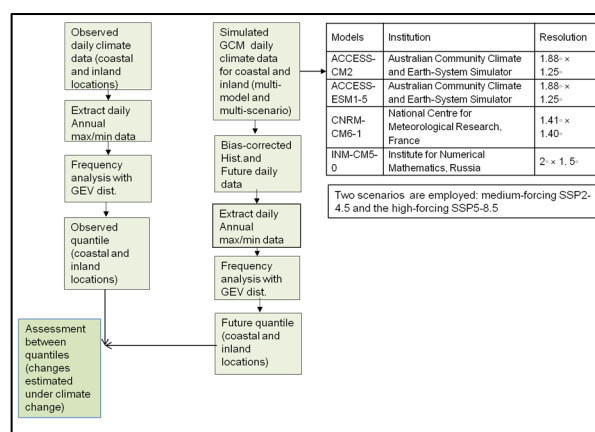 Observed
daily climate
data (coastal
and inland
locations)
Extract daily
Annual
max/min data
Frequency
analysis with
GEV dist.
Observed
quantile
(coastal and
inland
locations)
Assessment
between
quantiles
(changes
estimated
under climate
change)
Simulated
GCM daily
climate data
for coastal and
inland (multi-
model and
multi-scenario)
Bias-corrected
Hist.and
Future daily
data
Extract daily
Annual
max/min data
Frequency
analysis with
GEV dist.
Future quantile
(coastal and
inland
locations)
Models Institution Resolution
ACCESS- Australian Community Climate 1.88◦ ×
CM2 and Earth-System Simulator 1.25◦
ACCESS- Australian Community Climate 1.88◦ ×
ESM1-5 and Earth-System Simulator 1.25◦
CNRM- National Centre for 1.41◦ ×
CM6-1 Meteorological Research, 1.40◦
France
INM-CM5- Institute for Numerical 2◦ × 1.5◦
0 Mathematics, Russia
Two scenarios are employed: medium-forcing SSP2-
4.5 and the high-forcing SSP5-8.5